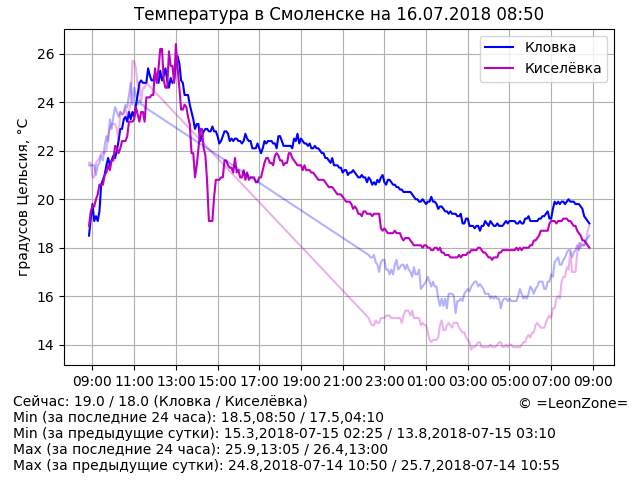 Температура в Смоленске на 16.07.2018 08:50
Кловка
Киселёвка
градусов Цельсия, °C
26
24
22
20
18
16
14
09:00 11:00 13:00 15:00 17:00 19:00 21:00 23:00 01:00 03:00 05:00 07:00 09:00
Сейчас: 19.0 / 18.0 (Кловка / Киселёвка)
© =LeonZone=
Min (за последние 24 часа): 18.5,08:50 / 17.5,04:10
Min (за предыдущие сутки): 15.3,2018-07-15 02:25 / 13.8,2018-07-15 03:10
Max (за последние 24 часа): 25.9,13:05 / 26.4,13:00
Max (за предыдущие сутки): 24.8,2018-07-14 10:50 / 25.7,2018-07-14 10:55